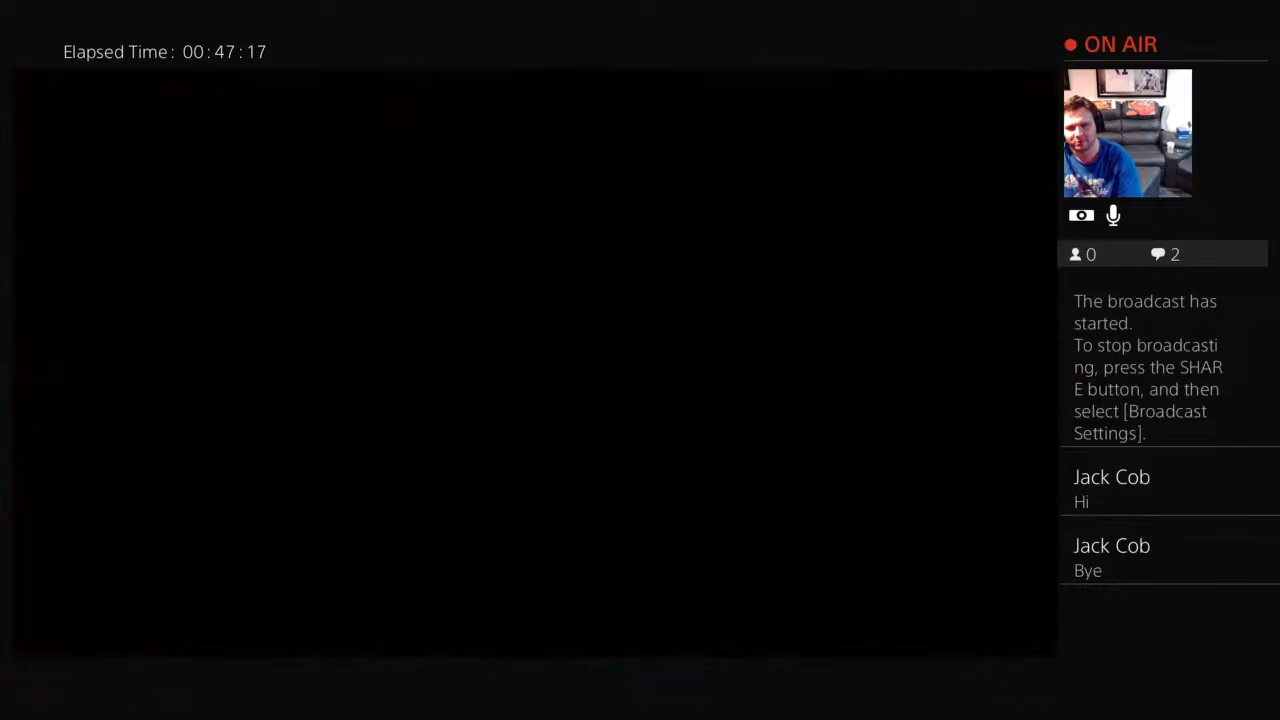 Elapsed Time: 00:47:17
ON AIR
0 2
The broadcast has
started.
To stop broadcasti
ng, press the SHAR
E button, and then
select [Broadcast
Settings].
Jack Cob
Hi
Jack Cob
Bye